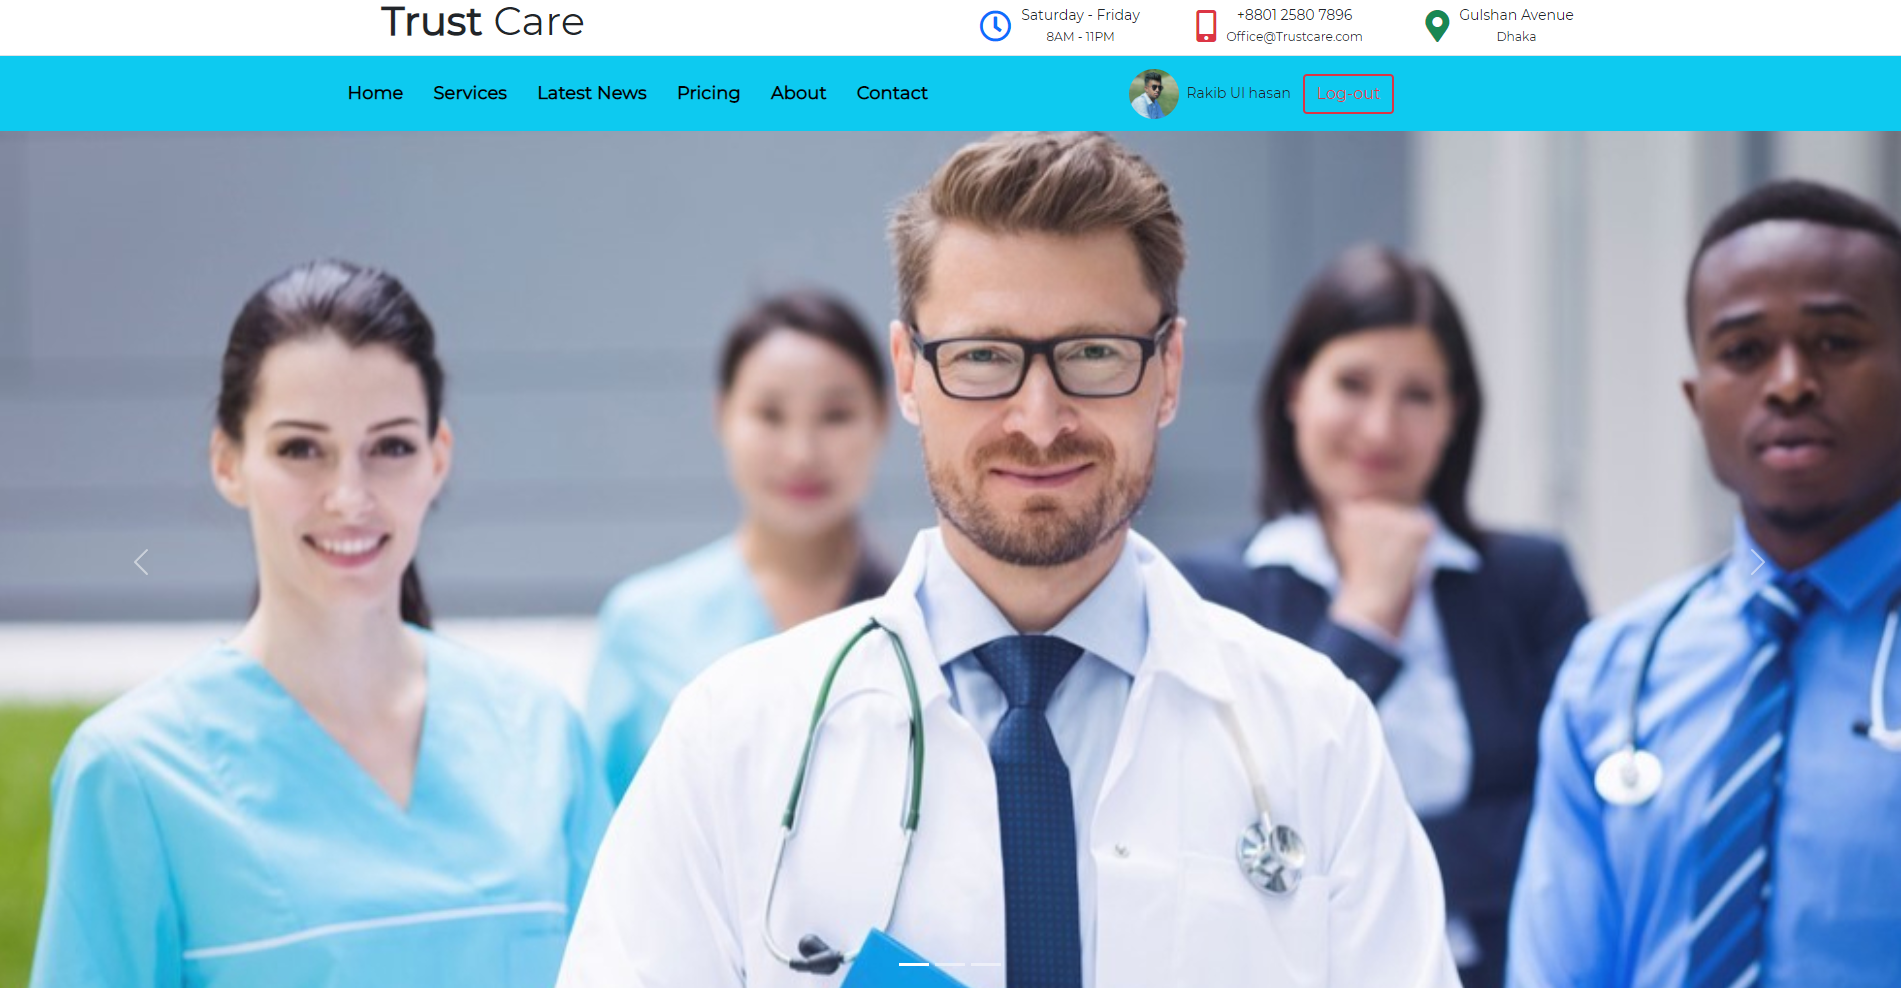 Trust Care
Saturday - Friday
8AM - 11PM
+8801 2580 7896
Office@Trustcare.com
Gulshan Avenue
Dhaka
Home Services Latest News Pricing About Contact
Rakib Ul hasan Log-out